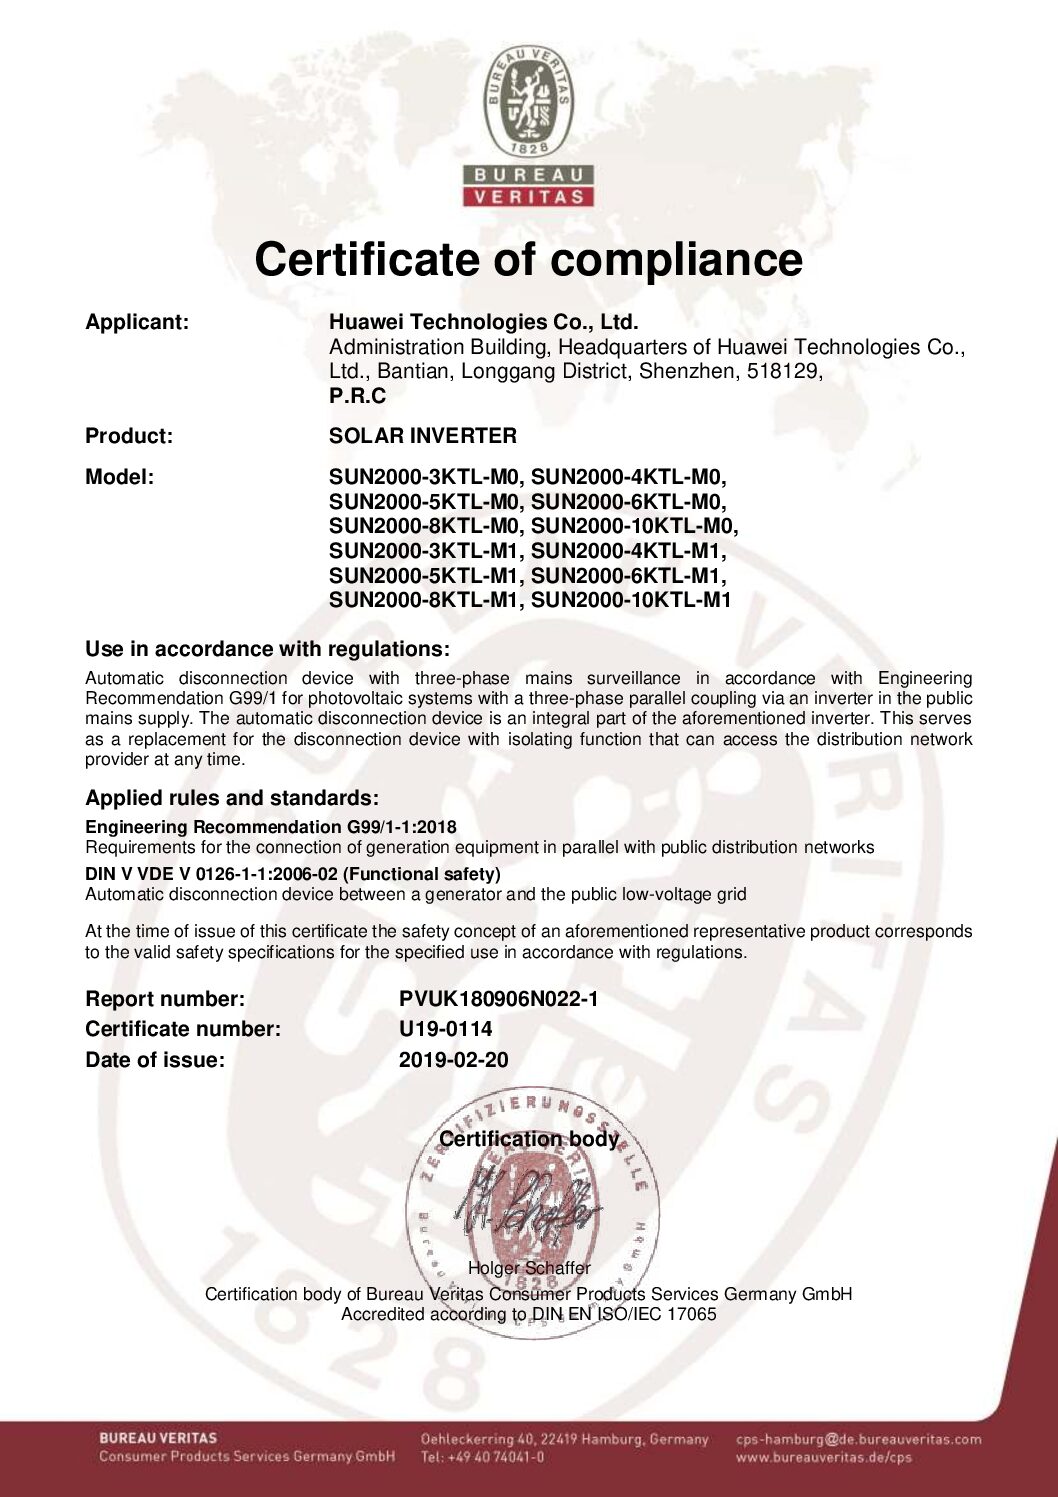 BUREAU VERITAS
1828
BUREAU
VERITAS
Certificate of compliance
Applicant: Huawei Technologies Co., Ltd.
Administration Building, Headquarters of Huawei Technologies Co.,
Ltd., Bantian, Longgang District, Shenzhen, 518129,
P.R.C
Product: SOLAR INVERTER
Model: SUN2000-3KTL-M0, SUN2000-4KTL-M0,
SUN2000-5KTL-M0, SUN2000-6KTL-M0,
SUN2000-8KTL-M0, SUN2000-10KTL-M0,
SUN2000-3KTL-M1, SUN2000-4KTL-M1,
SUN2000-5KTL-M1, SUN2000-6KTL-M1,
SUN2000-8KTL-M1, SUN2000-10KTL-M1
Use in accordance with regulations:
Automatic disconnection device with three-phase mains surveillance in accordance with Engineering
Recommendation G99/1 for photovoltaic systems with a three-phase parallel coupling via an inverter in the public
mains supply. The automatic disconnection device is an integral part of the aforementioned inverter. This serves
as a replacement for the disconnection device with isolating function that can access the distribution network
provider at any time.
Applied rules and standards:
Engineering Recommendation G99/1-1:2018
Requirements for the connection of generation equipment in parallel with public distribution networks
DIN V VDE V 0126-1-1:2006-02 (Functional safety)
Automatic disconnection device between a generator and the public low-voltage grid
At the time of issue of this certificate the safety concept of an aforementioned representative product corresponds
to the valid safety specifications for the specified use in accordance with regulations.
Report number: PVUK180906N022-1
Certificate number: U19-0114
Date of issue: 2019-02-20
ZERTIFIZIERUNGSSTELLE
Certification body
Holger Schaffer
1828
Certification body of Bureau Veritas Consumer Products Services Germany GmbH
Accredited according to DIN EN ISO/IEC 17065
BUREAU VERITAS
Consumer Products Services Germany GmbH
Oehleckerring 40, 22419 Hamburg, Germany
Tel: +49 40 74041-0
cps-hamburg@de.bureauveritas.com
www.bureauveritas.de/cps